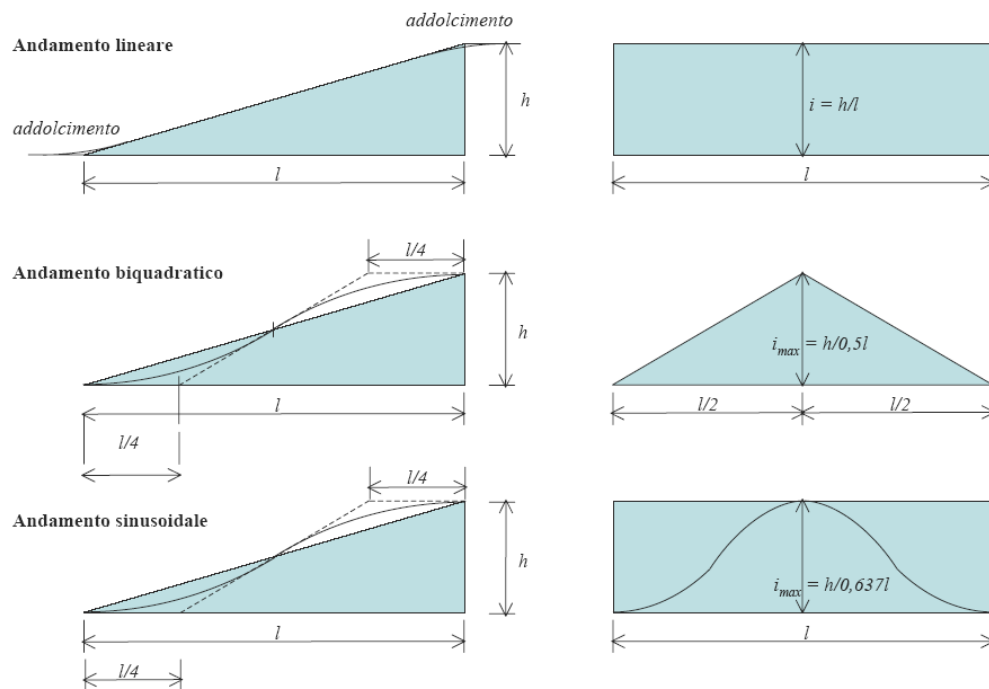 addolcimento
Andamento lineare
h
i = h/l
addolcimento
l
l
l/4
Andamento biquadratico
h
i_max = h/0,5l
l
l/2
l/2
l/4
l/4
Andamento sinusoidale
h
i_max = h/0,637l
l
l
l/4